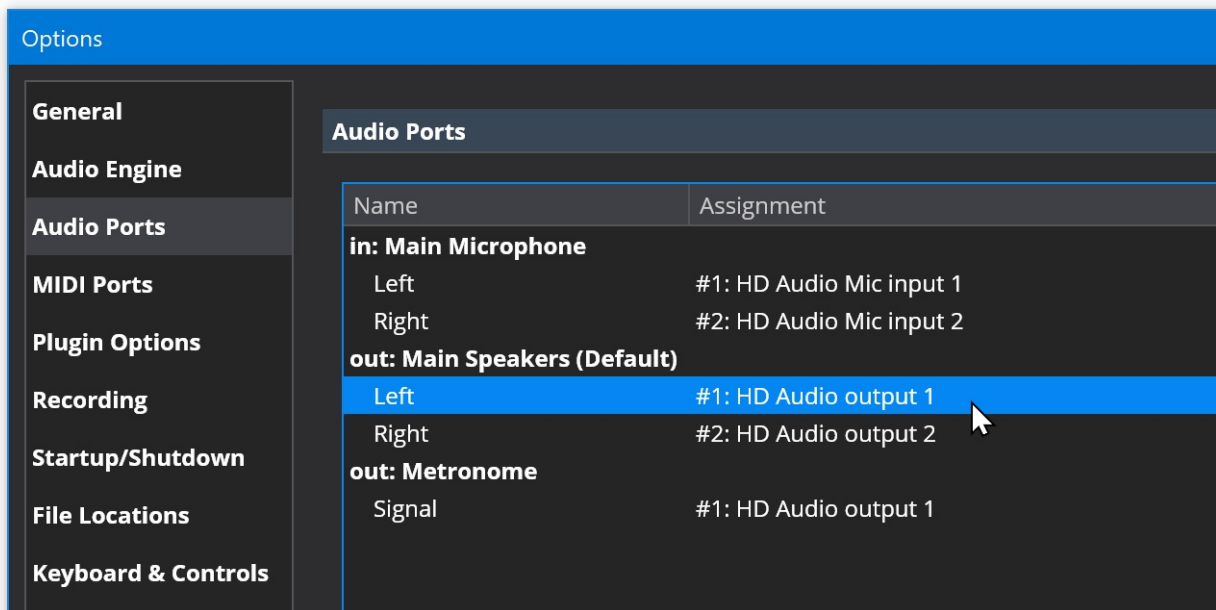 Options
General
Audio Engine
Audio Ports
MIDI Ports
Plugin Options
Recording
Startup/Shutdown
File Locations
Keyboard & Controls
Audio Ports
Name Assignment
in: Main Microphone
Left #1: HD Audio Mic input 1
Right #2: HD Audio Mic input 2
out: Main Speakers (Default)
Left #1: HD Audio output 1
Right #2: HD Audio output 2
out: Metronome
Signal #1: HD Audio output 1